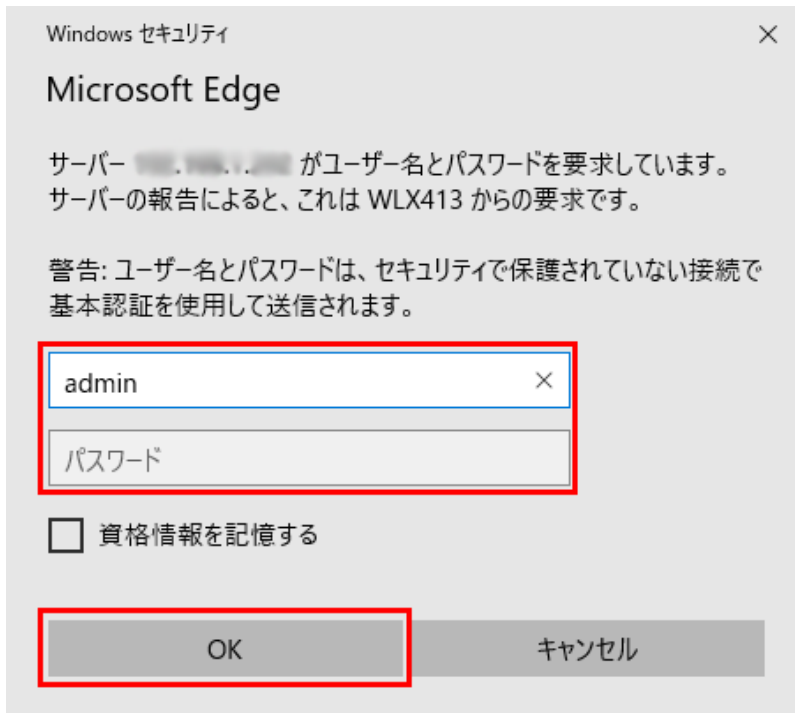 Windows セキュリティ
Microsoft Edge
サーバー がユーザー名とパスワードを要求しています。
サーバーの報告によると、これは WLX413 からの要求です。
警告: ユーザー名とパスワードは、セキュリティで保護されていない接続で
基本認証を使用して送信されます。
admin
パスワード
資格情報を記憶する
OK
キャンセル